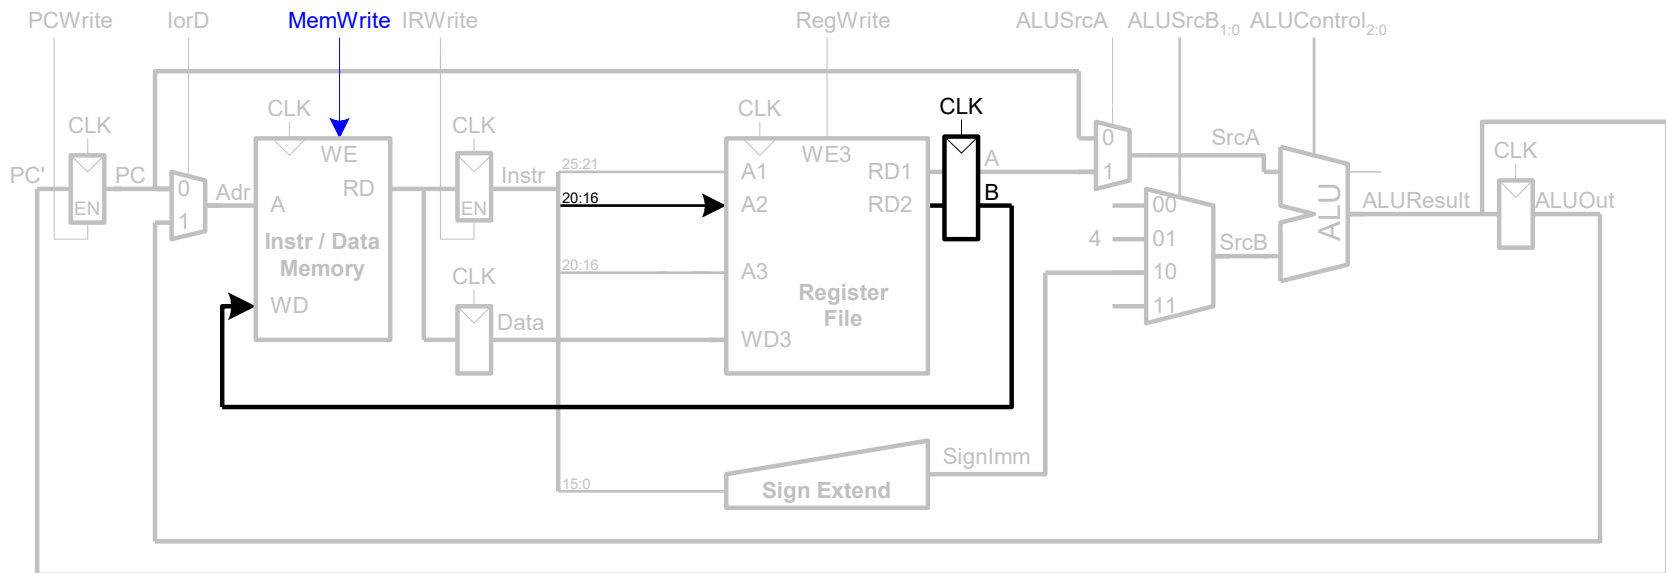 PCWrite IorD MemWrite IRWrite RegWrite ALUSrcA ALUSrcB1:0 ALUControl2:0
CLK CLK CLK CLK
CLK CLK
PC' PC EN 0 1 Adr
WE RD A Instr / Data
Memory
WD
EN Instr
CLK
Data
25:21
20:16
20:16
15:0
A1 WE3 RD1
A2 RD2
A3
Register
File
WD3
A
B
0
1
SrcA
00
4 01
10
11
SrcB
ALU
ALUResult
ALUOut
SignImm
Sign Extend